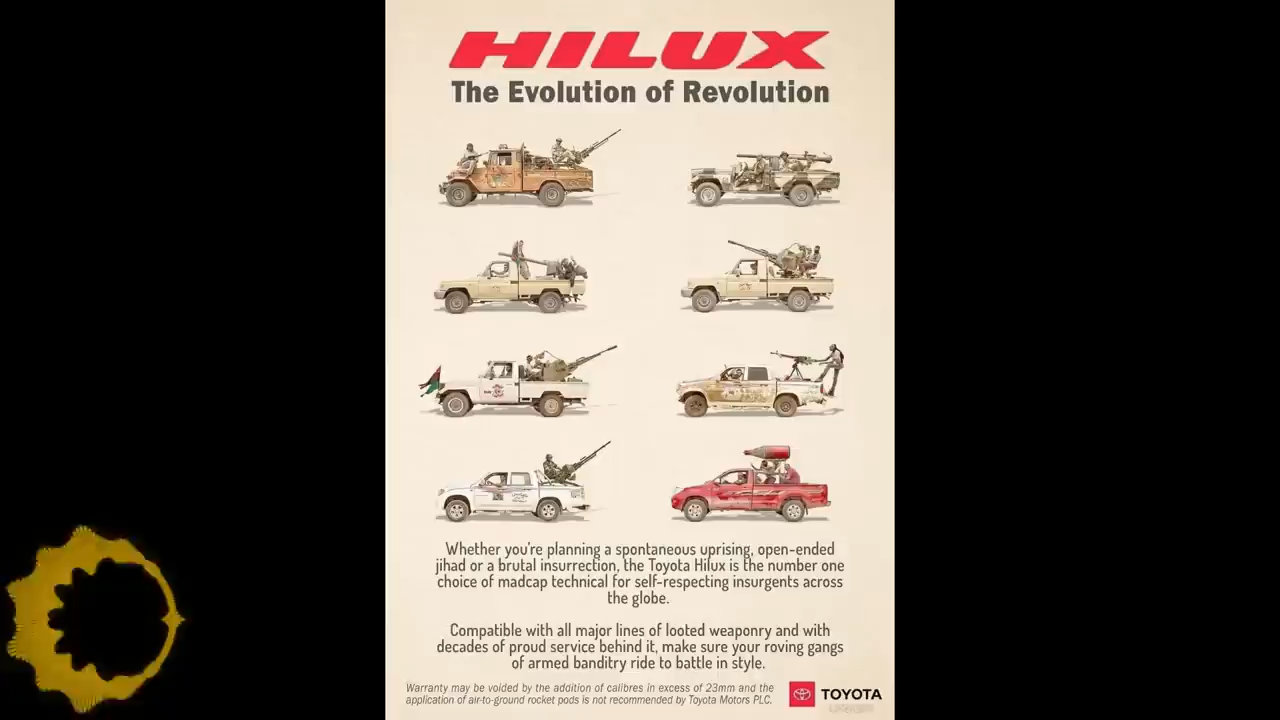 HILUX
The Evolution of Revolution
Whether you're planning a spontaneous uprising, open-ended
jihad or a brutal insurrection, the Toyota Hilux is the number one
choice of madcap technical for self-respecting insurgents across
the globe.
Compatible with all major lines of looted weaponry and with
decades of proud service behind it, make sure your roving gangs
of armed banditry ride to battle in style.
Warranty may be voided by the addition of calibres in excess of 23mm and the
application of air-to-ground rocket pods is not recommended by Toyota Motors PLC.
TOYOTA